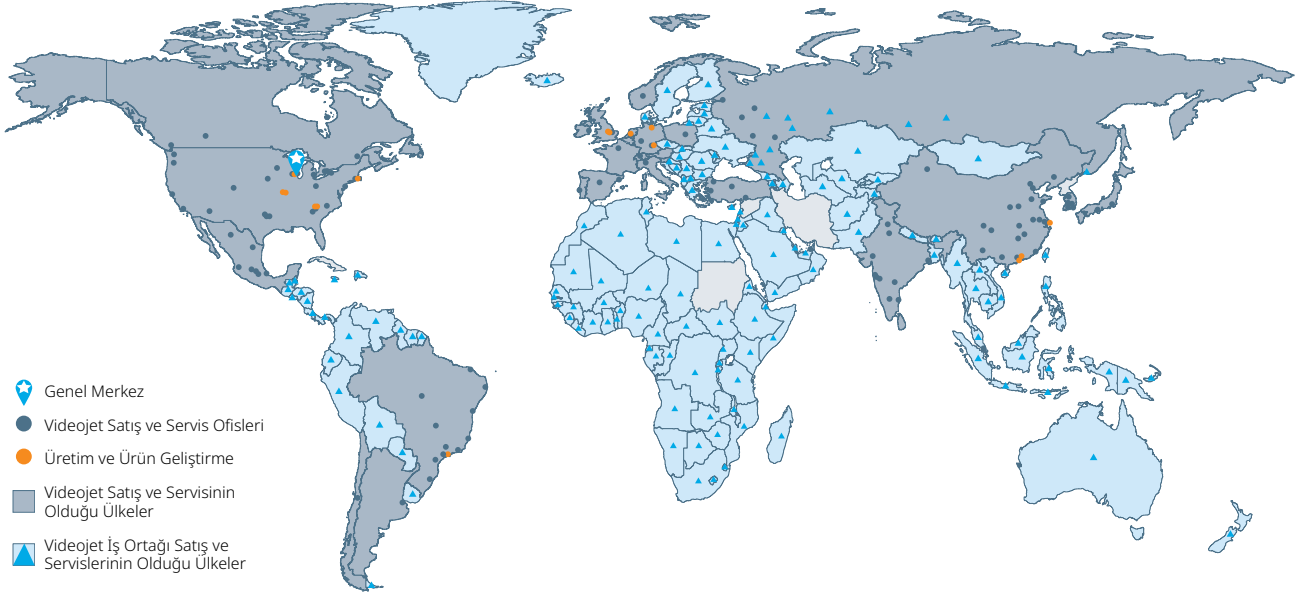 Genel Merkez
Videojet Satış ve Servis Ofisleri
Üretim ve Ürün Geliştirme
Videojet Satış ve Servisinin
Olduğu Ülkeler
Videojet İş Ortağı Satış ve
Servislerinin Olduğu Ülkeler